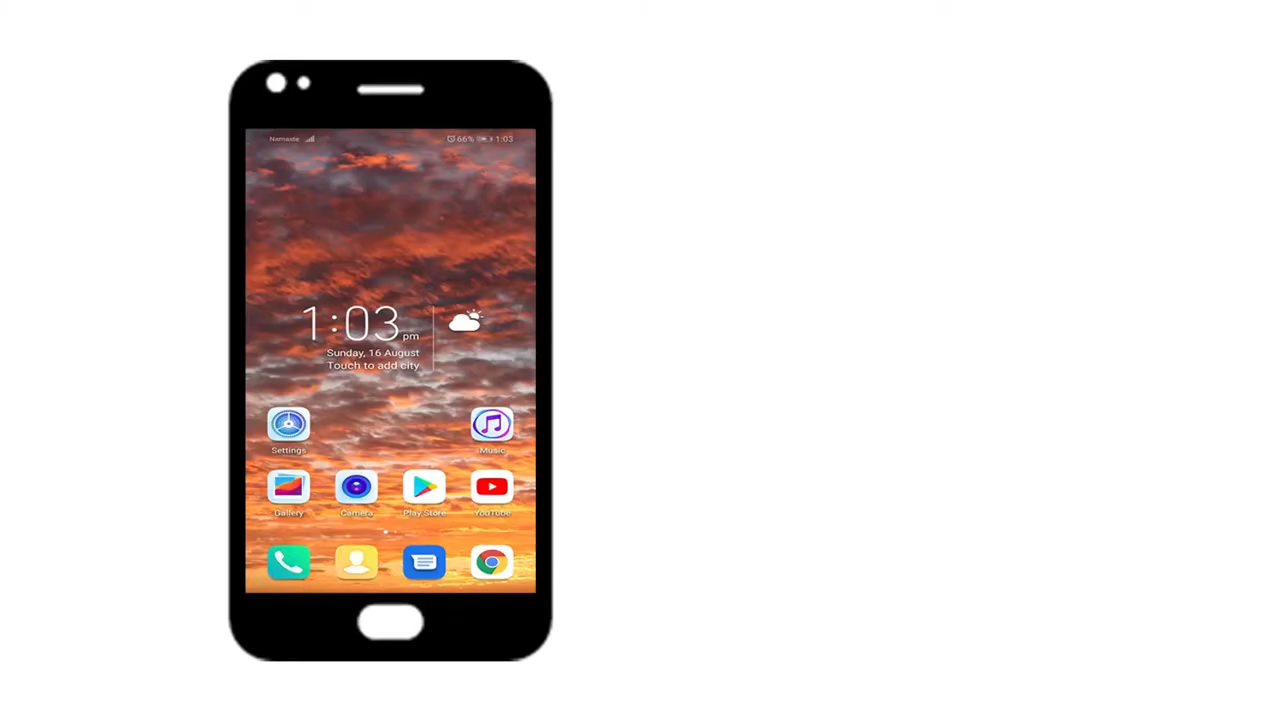 Namaste 66% 1:03
1:03 pm
Sunday, 16 August
Touch to add city
Settings Music
Gallery Camera Play Store YouTube